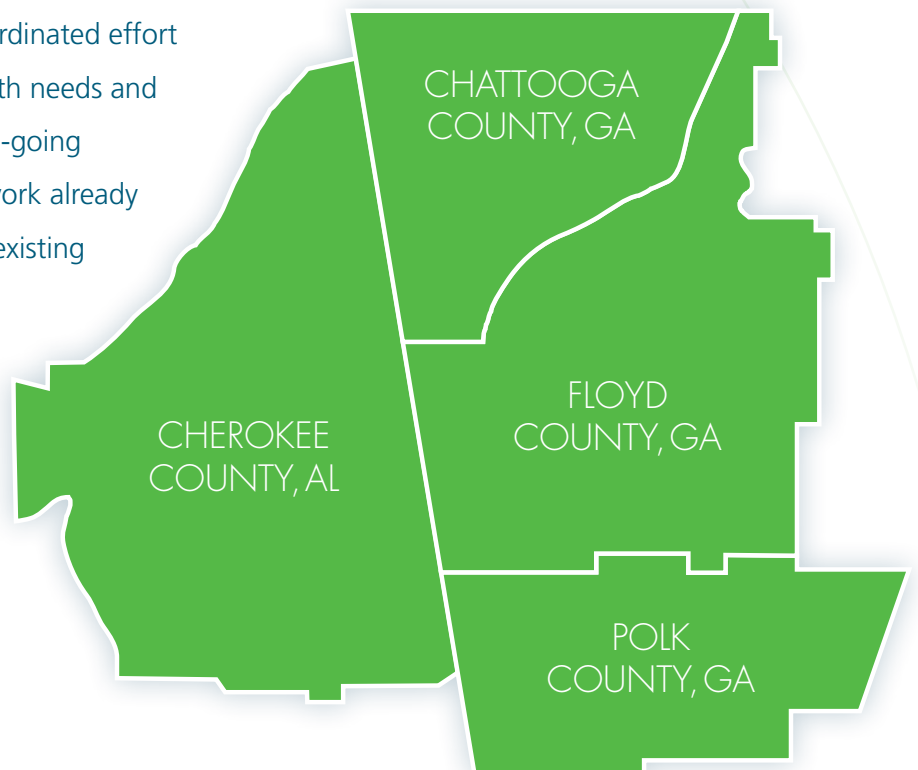 rdinated effort
th needs and
-going
ork already
existing
CHATTOOGA
COUNTY, GA
FLOYD
COUNTY, GA
CHEROKEE
COUNTY, AL
POLK
COUNTY, GA